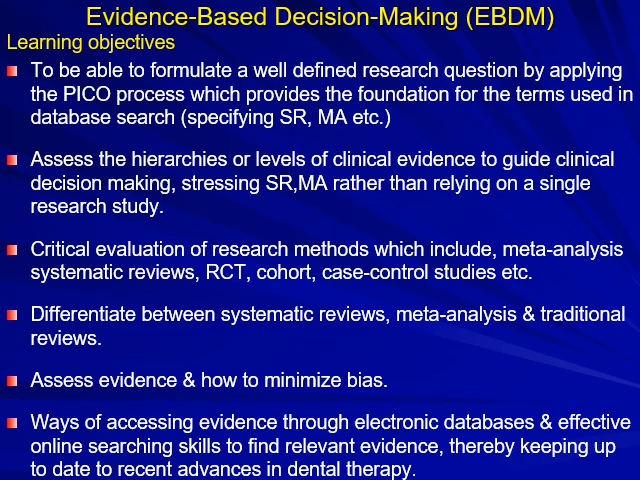 Evidence-Based Decision-Making (EBDM)
Learning objectives
To be able to formulate a well defined research question by applying
the PICO process which provides the foundation for the terms used in
database search (specifying SR, MA etc.)
Assess the hierarchies or levels of clinical evidence to guide clinical
decision making, stressing SR,MA rather than relying on a single
research study.
Critical evaluation of research methods which include, meta-analysis
systematic reviews, RCT, cohort, case-control studies etc.
Differentiate between systematic reviews, meta-analysis & traditional
reviews.
Assess evidence & how to minimize bias.
Ways of accessing evidence through electronic databases & effective
online searching skills to find relevant evidence, thereby keeping up
to date to recent advances in dental therapy.